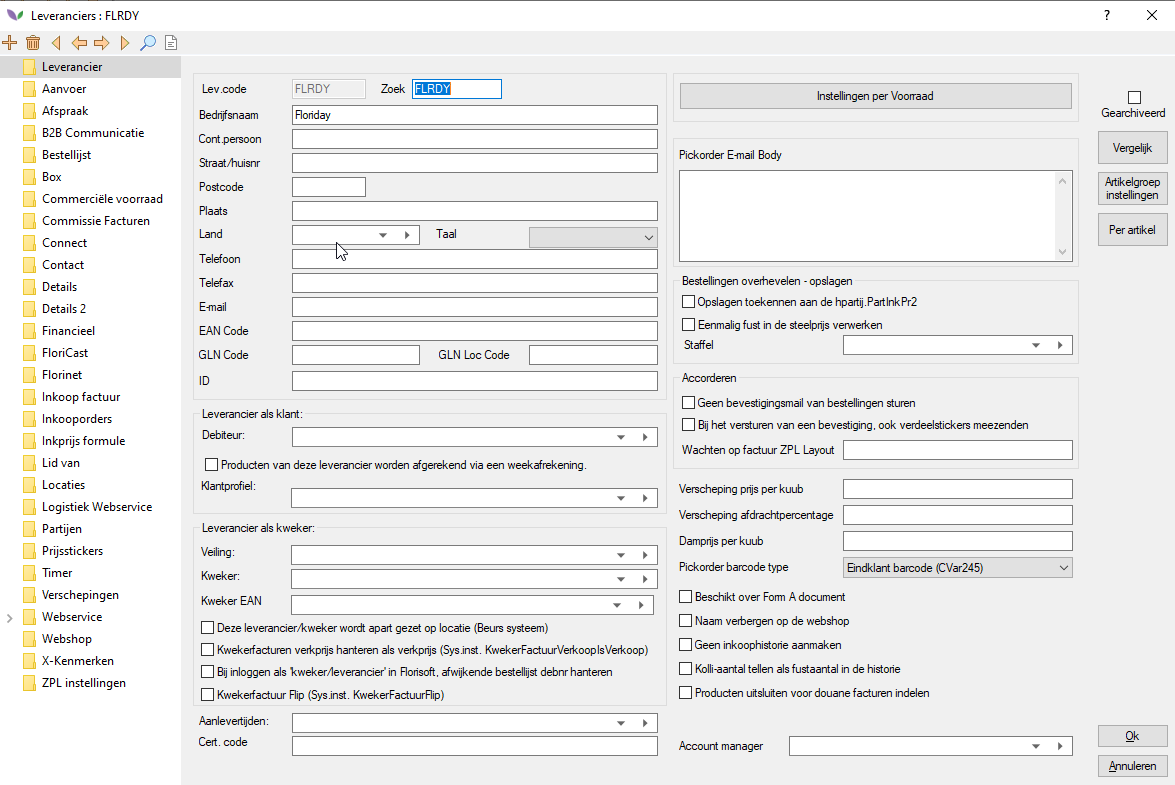 Leveranciers : FLRDY
?
Leverancier
Aanvoer
Afspraak
B2B Communicatie
Bestellijst
Box
Commerciële voorraad
Commissie Facturen
Connect
Contact
Details
Details 2
Financieel
FloriCast
Florinet
Inkoop factuur
Inkooporders
Inkprijs formule
Lid van
Locaties
Logistiek Webservice
Partijen
Prijsstickers
Timer
Verschepingen
Webservice
Webshop
X-Kenmerken
ZPL instellingen
Lev.code FLRDY Zoek FLRDY
Bedrijfsnaam Floriday
Cont.persoon
Straat/huisnr
Postcode
Plaats
Land Taal
Telefoon
Telefax
E-mail
EAN Code
GLN Code GLN Loc Code
ID
Leverancier als klant:
Debiteur:
Producten van deze leverancier worden afgerekend via een weekafrekening.
Klantprofiel:
Leverancier als kweker:
Veiling:
Kweker:
Kweker EAN
Deze leverancier/kweker wordt apart gezet op locatie (Beurs systeem)
Kwekerfacturen verkprijs hanteren als verkprijs (Sys.inst. KwekerFactuurVerkoopIsVerkoop)
Bij inloggen als 'kweker/leverancier' in Florisoft, afwijkende bestellijst debnr hanteren
Kwekerfactuur Flip (Sys.inst. KwekerFactuurFlip)
Aanlevertijden:
Cert. code
Instellingen per Voorraad
Pickorder E-mail Body
Bestellingen overhevelen - opslagen
Opslagen toekennen aan de hpartij.PartInkPr2
Eenmalig fust in de steelprijs verwerken
Staffel
Accorderen
Geen bevestigingsmail van bestellingen sturen
Bij het versturen van een bevestiging, ook verdeelstickers meezenden
Wachten op factuur ZPL Layout
Verscheping prijs per kuub
Verscheping afdrachtpercentage
Damprijs per kuub
Pickorder barcode type Eindklant barcode (CVar245)
Beschikt over Form A document
Naam verbergen op de webshop
Geen inkoophistorie aanmaken
Kolli-aantal tellen als fustaantal in de historie
Producten uitsluiten voor douane facturen indelen
Account manager
Gearchiveerd
Vergelijk
Artikelgroep
instellingen
Per artikel
Ok
Annuleren